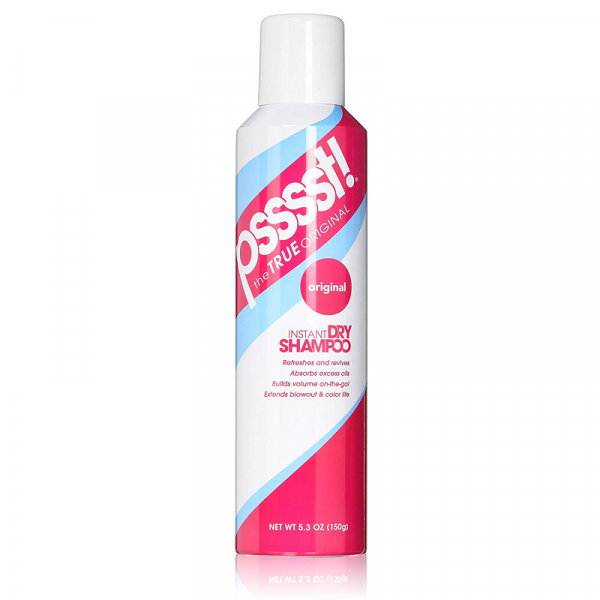 psssst!®
the TRUE ORIGINAL
original
INSTANT DRY
SHAMPOO
Refreshes and revives
Absorbs excess oils
Builds volume on-the-go!
Extends blowout & color life
NET WT 5.3 OZ (150g)